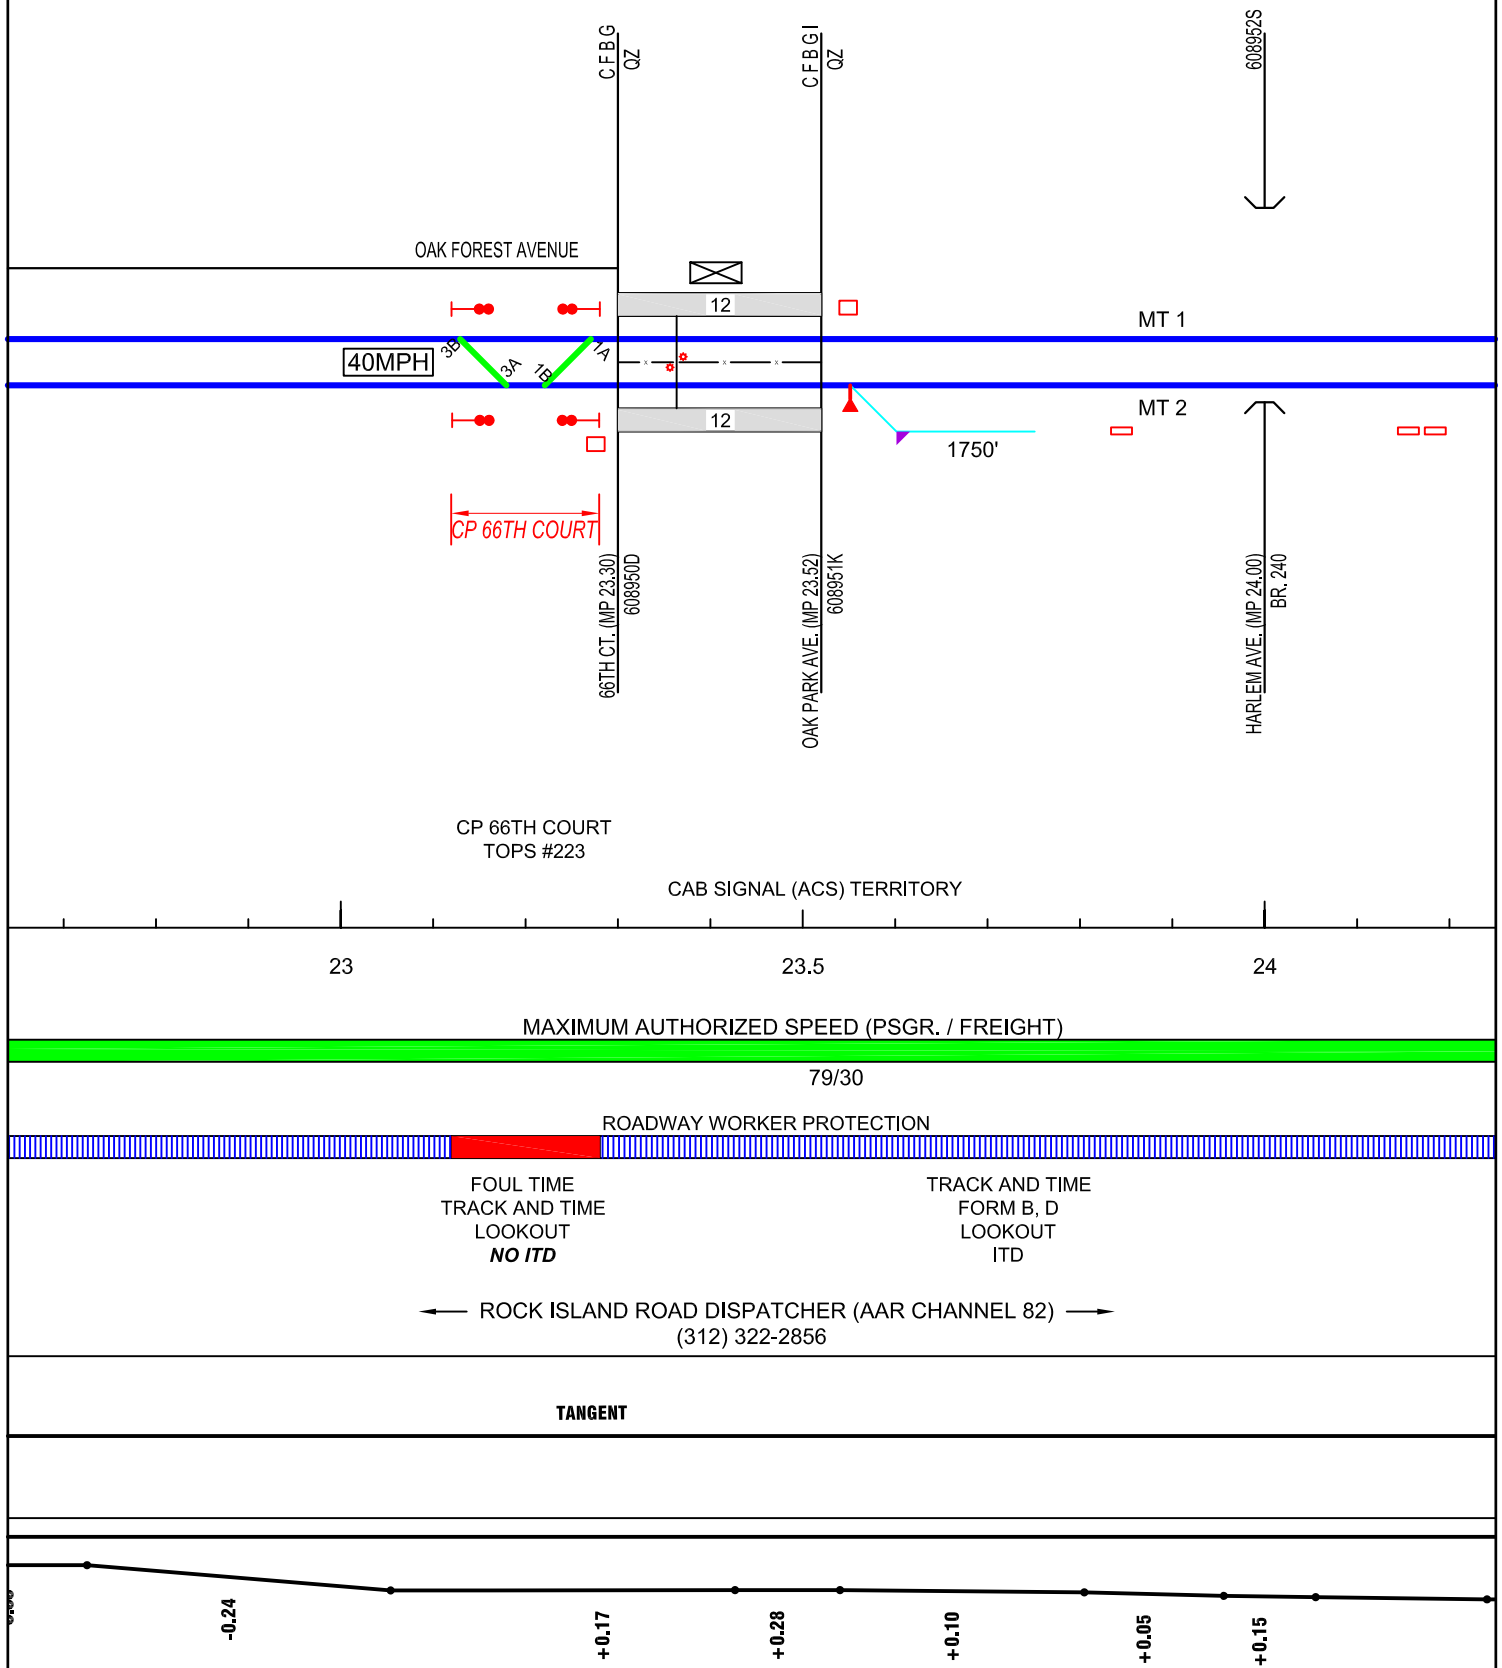 C F B G
QZ
C F B G I
QZ
608952S
OAK FOREST AVENUE
12
MT 1
40MPH
3B
3A
1B
1A
12
MT 2
1750'
CP 66TH COURT
66TH CT. (MP 23.30)
608950D
OAK PARK AVE. (MP 23.52)
608951K
HARLEM AVE. (MP 24.00)
BR. 240
CP 66TH COURT
TOPS #223
CAB SIGNAL (ACS) TERRITORY
23
23.5
24
MAXIMUM AUTHORIZED SPEED (PSGR. / FREIGHT)
79/30
ROADWAY WORKER PROTECTION
FOUL TIME
TRACK AND TIME
LOOKOUT
NO ITD
TRACK AND TIME
FORM B, D
LOOKOUT
ITD
ROCK ISLAND ROAD DISPATCHER (AAR CHANNEL 82)
(312) 322-2856
TANGENT
-0.24
+0.17
+0.28
+0.10
+0.05
+0.15